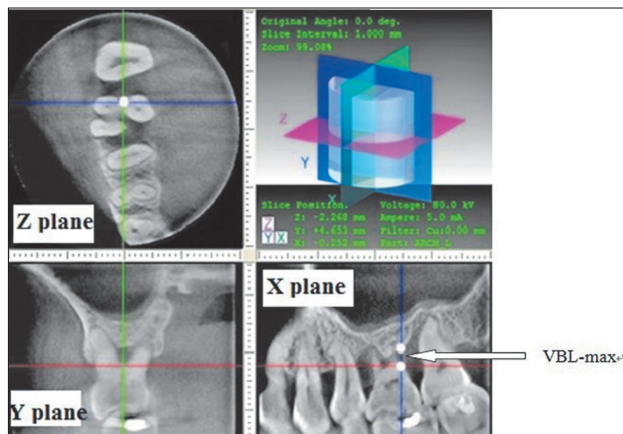 Original Angle: 0.0 deg.
Slice Interval: 1.000 mm
Zoom: 99.08%
Z
Y
X
Z plane
Slice Position.
Z: -2.268 mm
Y: +4.653 mm
X: -0.252 mm
Voltage: 80.0 kV
Ampere: 5.0 mA
Filter: Cu:0.00 mm
Part: ARCH_L
Z
Y X
X plane
VBL-max
Y plane